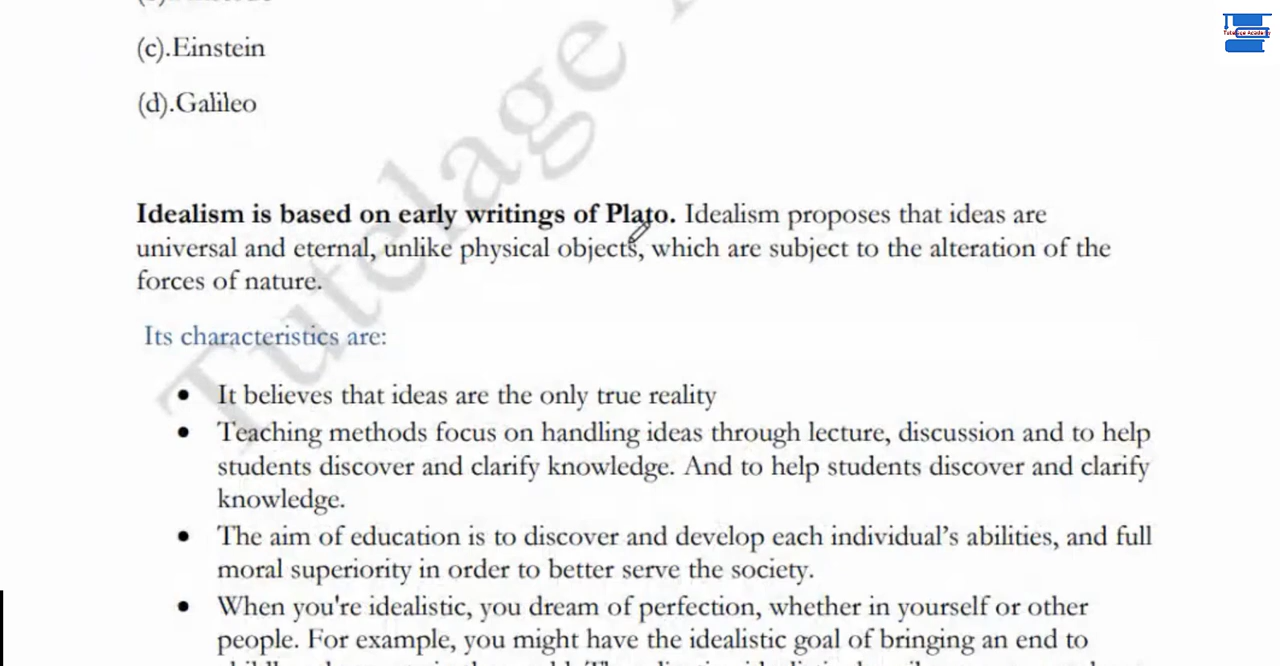 (c).Einstein
(d).Galileo
Idealism is based on early writings of Plato. Idealism proposes that ideas are
universal and eternal, unlike physical objects, which are subject to the alteration of the
forces of nature.
Its characteristics are:
It believes that ideas are the only true reality
Teaching methods focus on handling ideas through lecture, discussion and to help
students discover and clarify knowledge. And to help students discover and clarify
knowledge.
The aim of education is to discover and develop each individual's abilities, and full
moral superiority in order to better serve the society.
When you're idealistic, you dream of perfection, whether in yourself or other
people. For example, you might have the idealistic goal of bringing an end to
Tutelage
Tutelage Academy